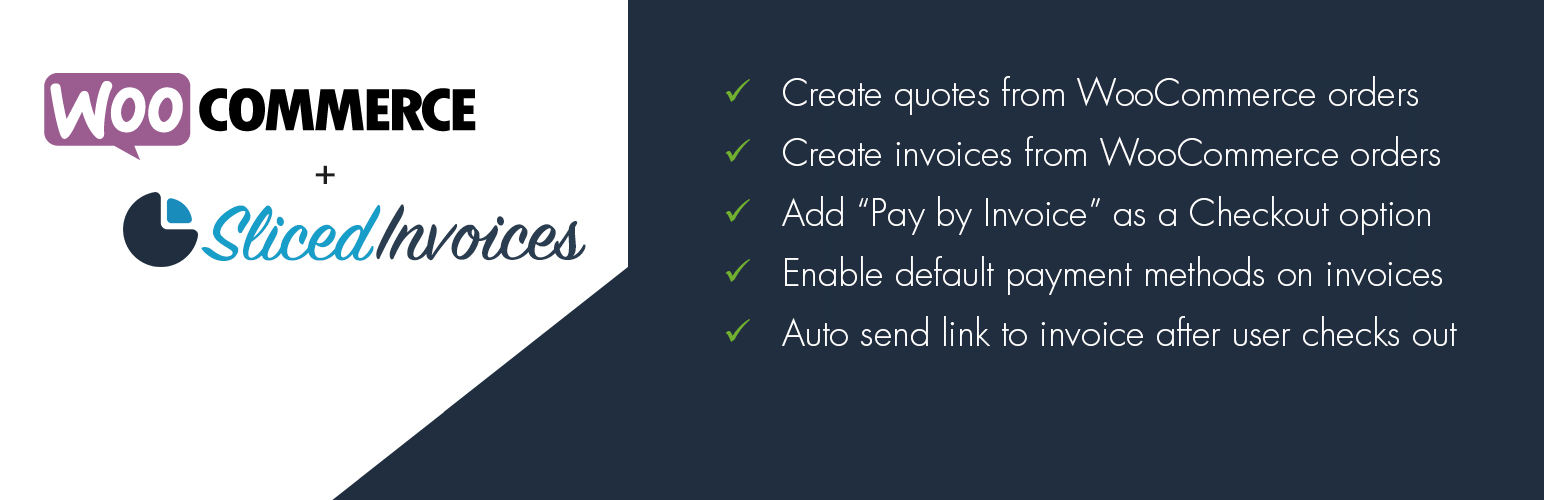 WOO COMMERCE
+
SlicedInvoices
Create quotes from WooCommerce orders
Create invoices from WooCommerce orders
Add “Pay by Invoice” as a Checkout option
Enable default payment methods on invoices
Auto send link to invoice after user checks out